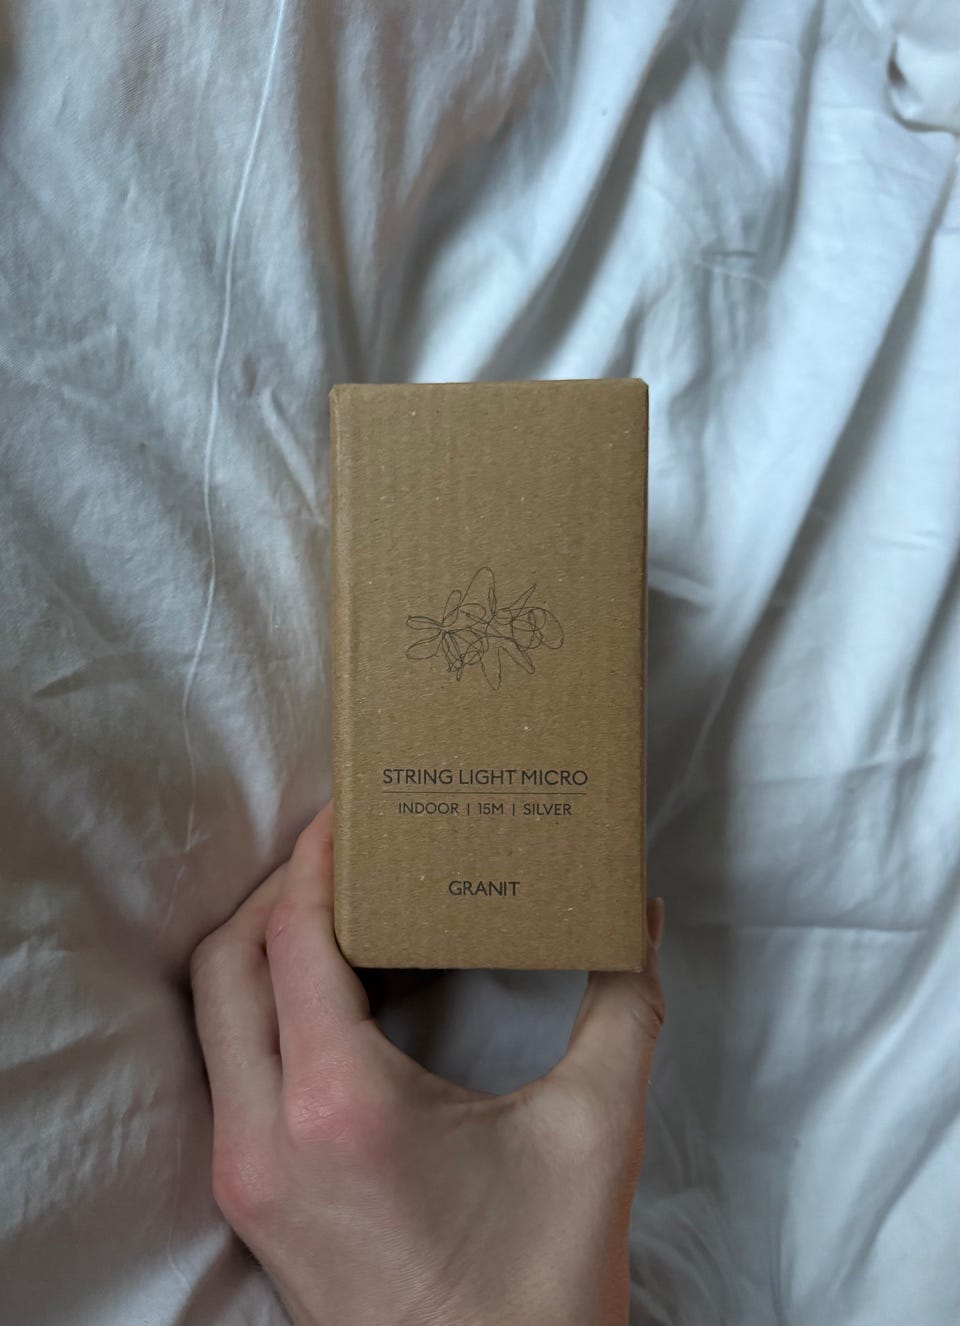 STRING LIGHT MICRO
INDOOR | 15M | SILVER
GRANIT